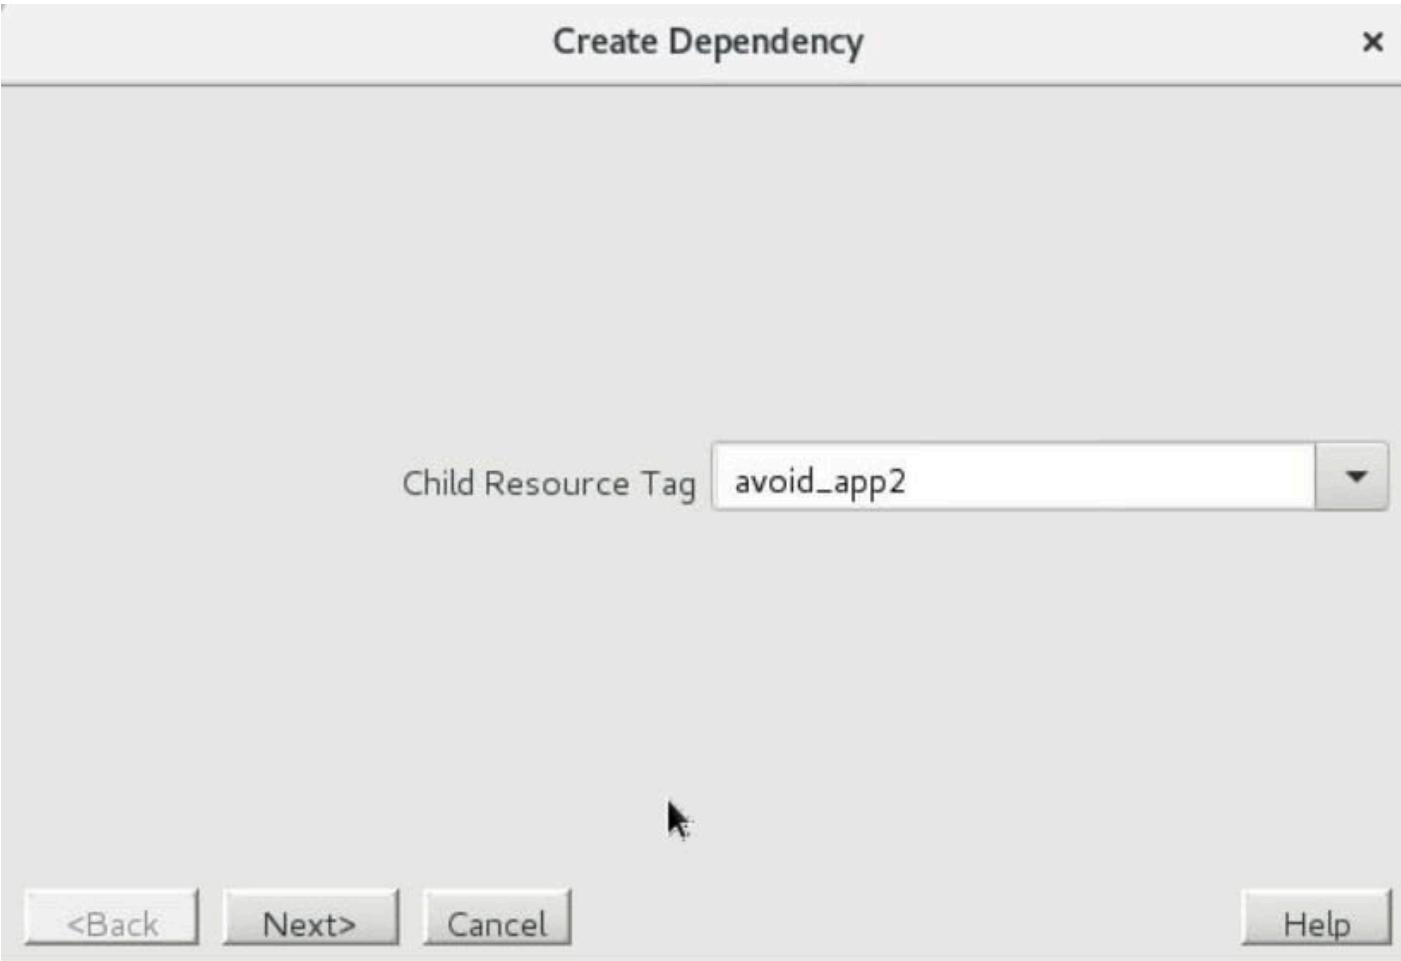 Create Dependency ×
Child Resource Tag avoid_app2
<Back Next> Cancel Help